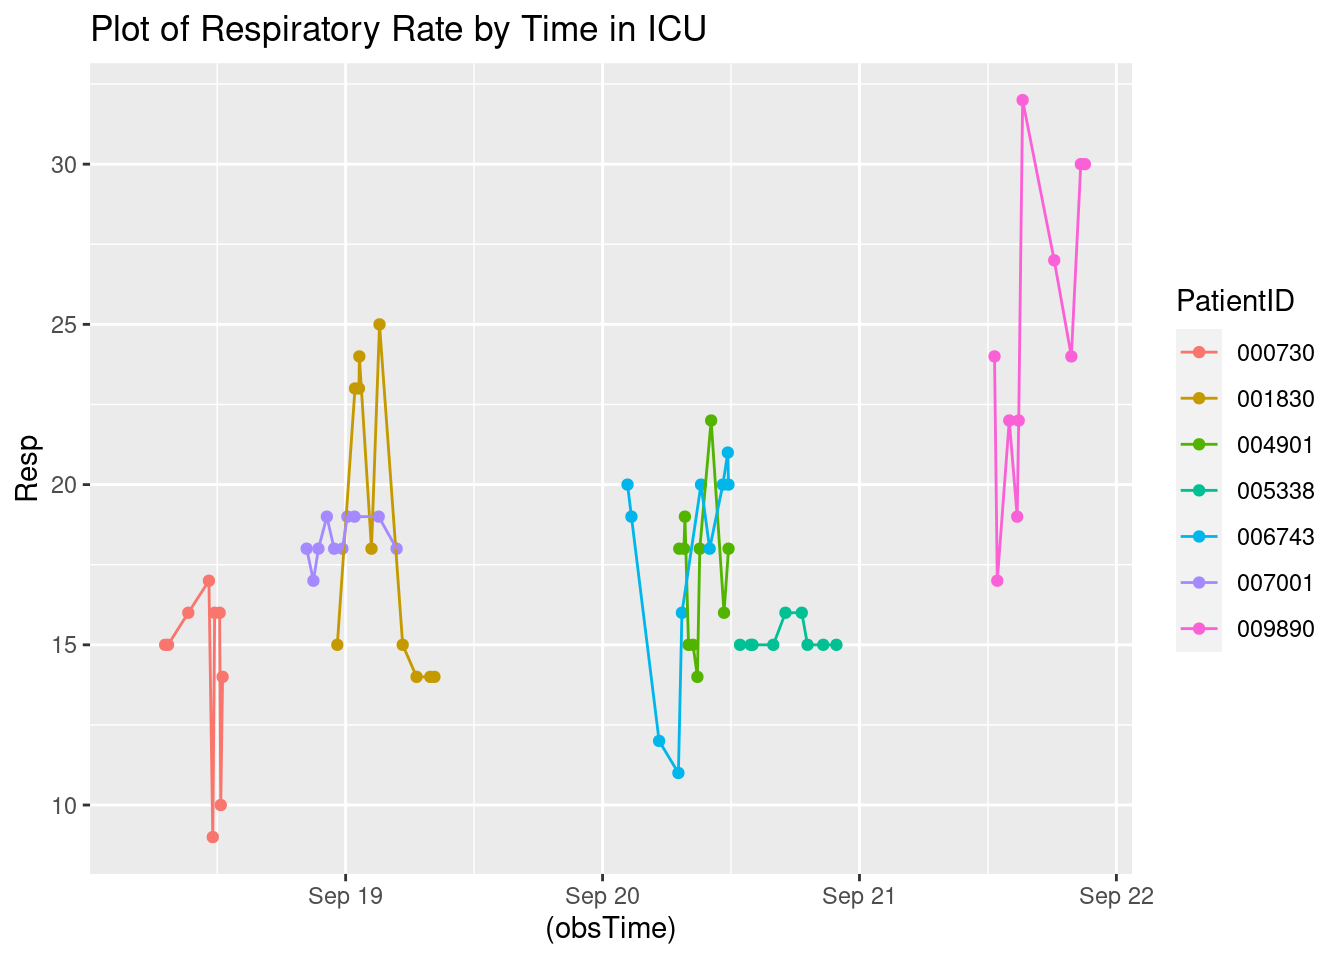 Plot of Respiratory Rate by Time in ICU
30
25
20
15
10
Resp
Sep 19
Sep 20
Sep 21
Sep 22
(obsTime)
PatientID
000730
001830
004901
005338
006743
007001
009890